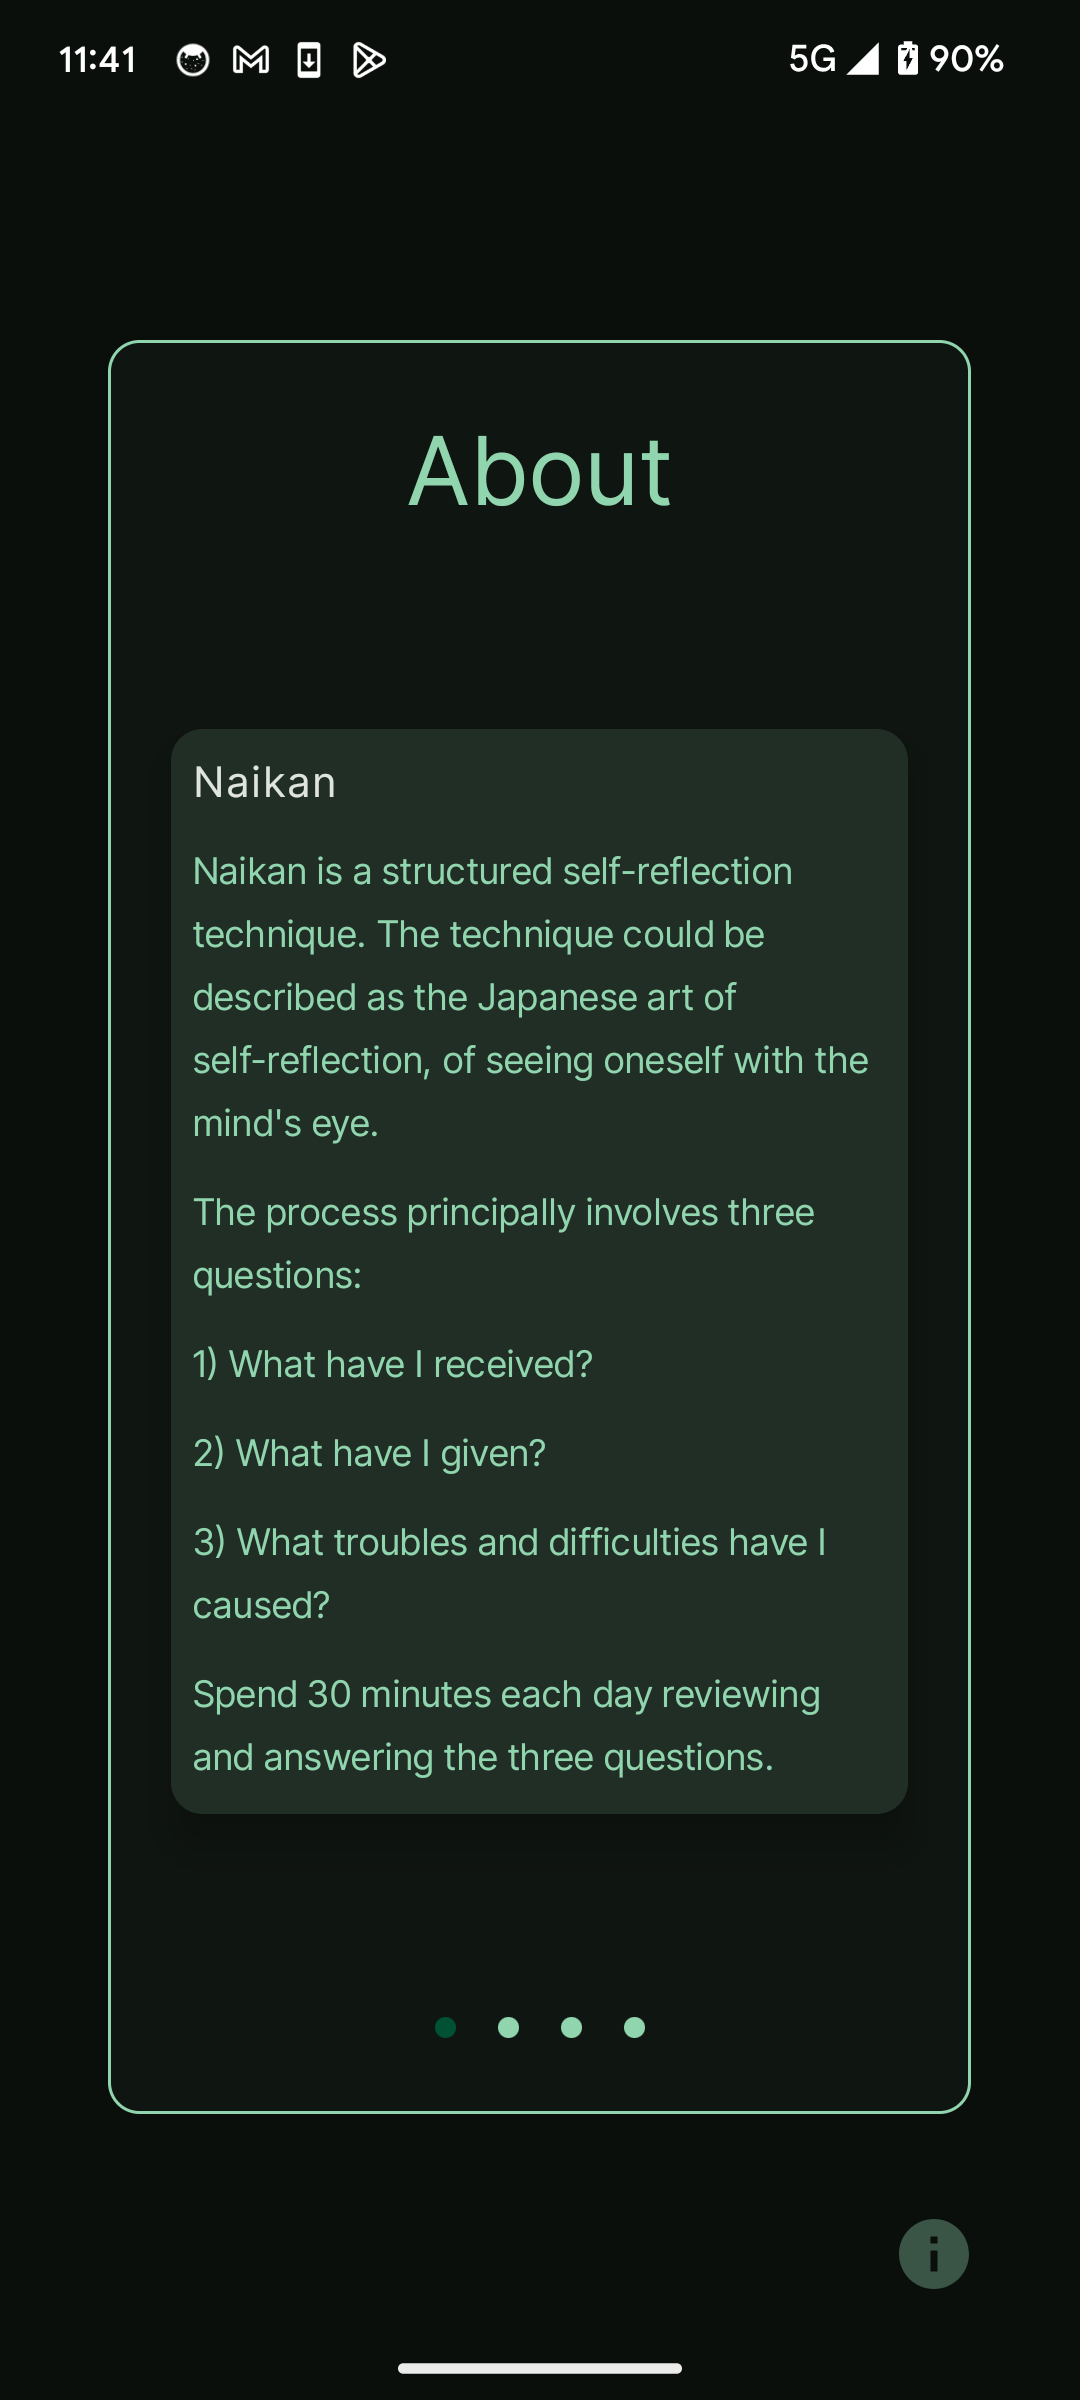 11:41 5G 90%
About
Naikan
Naikan is a structured self-reflection
technique. The technique could be
described as the Japanese art of
self-reflection, of seeing oneself with the
mind's eye.
The process principally involves three
questions:
1) What have I received?
2) What have I given?
3) What troubles and difficulties have I
caused?
Spend 30 minutes each day reviewing
and answering the three questions.